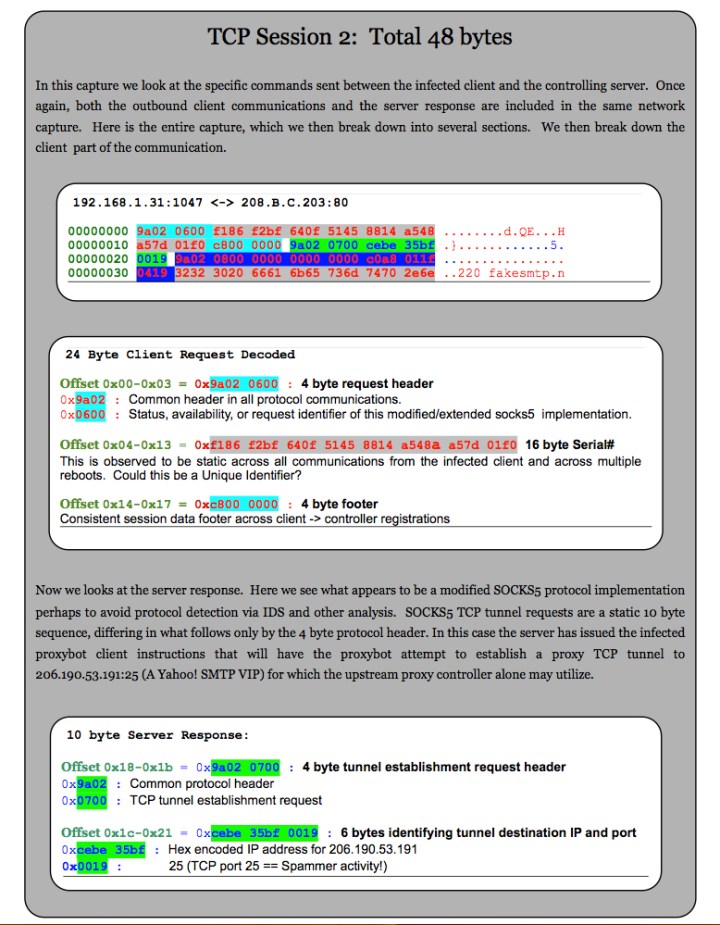 TCP Session 2: Total 48 bytes
In this capture we look at the specific commands sent between the infected client and the controlling server. Once
again, both the outbound client communications and the server response are included in the same network
capture. Here is the entire capture, which we then break down into several sections. We then break down the
client part of the communication.
192.168.1.31:1047 <-> 208.B.C.203:80
00000000 9a02 0600 f186 f2bf 640f 5145 8814 a548 ........d.QE...H
00000010 a57d 01f0 c800 0000 9a02 0700 cebe 35bf .}............5.
00000020 0019 9a02 0800 0000 0000 0000 c0a8 011f ................
00000030 0419 3232 3020 6661 6b65 736d 7470 2e6e ..220 fakesmtp.n
24 Byte Client Request Decoded
Offset 0x00-0x03 = 0x9a02 0600 : 4 byte request header
0x9a02 : Common header in all protocol communications.
0x0600 : Status, availability, or request identifier of this modified/extended socks5 implementation.
Offset 0x04-0x13 = 0xf186 f2bf 640f 5145 8814 a548a a57d 01f0 16 byte Serial#
This is observed to be static across all communications from the infected client and across multiple
reboots. Could this be a Unique Identifier?
Offset 0x14-0x17 = 0xc800 0000 : 4 byte footer
Consistent session data footer across client -> controller registrations
Now we looks at the server response. Here we see what appears to be a modified SOCKS5 protocol implementation
perhaps to avoid protocol detection via IDS and other analysis. SOCKS5 TCP tunnel requests are a static 10 byte
sequence, differing in what follows only by the 4 byte protocol header. In this case the server has issued the infected
proxybot client instructions that will have the proxybot attempt to establish a proxy TCP tunnel to
206.190.53.191:25 (A Yahoo! SMTP VIP) for which the upstream proxy controller alone may utilize.
10 byte Server Response:
Offset 0x18-0x1b = 0x9a02 0700 : 4 byte tunnel establishment request header
0x9a02 : Common protocol header
0x0700 : TCP tunnel establishment request
Offset 0x1c-0x21 = 0xcebe 35bf 0019 : 6 bytes identifying tunnel destination IP and port
0xcebe 35bf : Hex encoded IP address for 206.190.53.191
0x0019 : 25 (TCP port 25 == Spammer activity!)